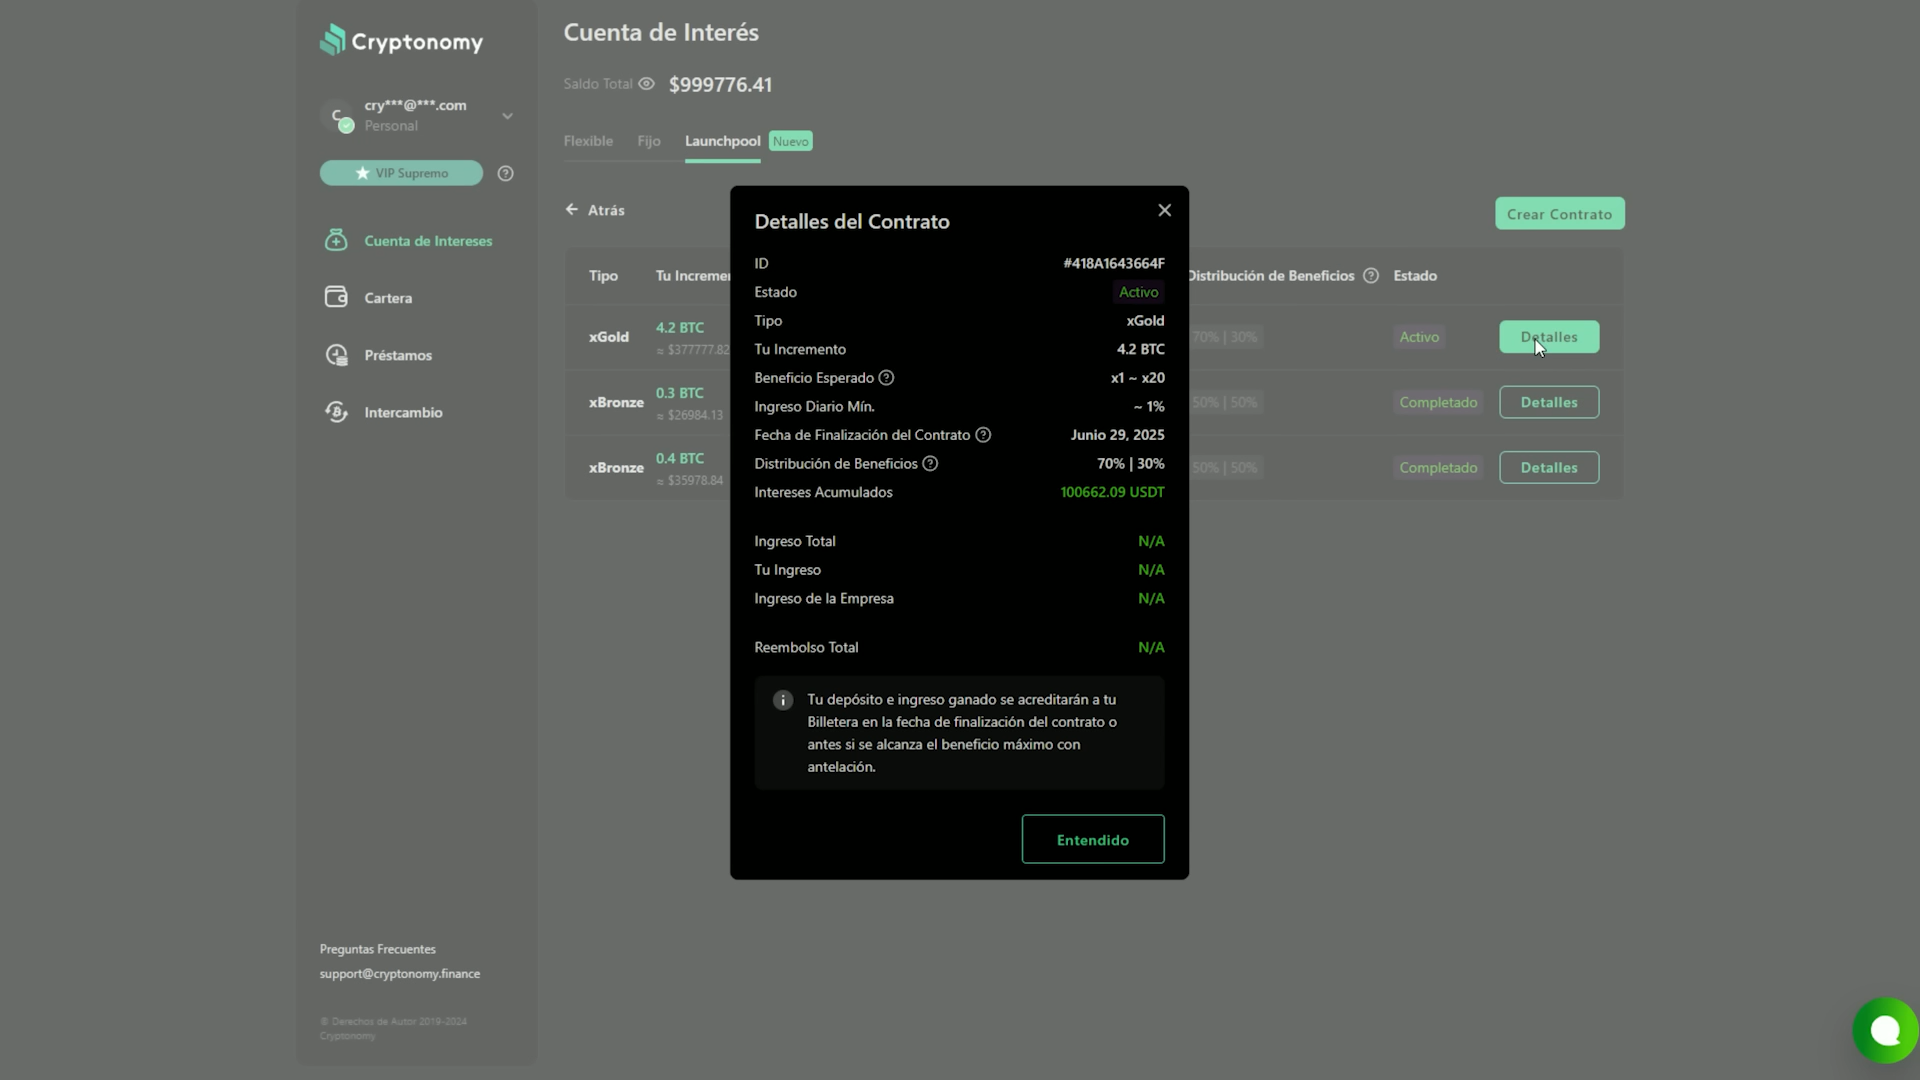 Cryptonomy
cry***@***.com
Personal
VIP Supremo
Cuenta de Intereses
Cartera
Préstamos
Intercambio
Preguntas Frecuentes
support@cryptonomy.finance
© Derechos de Autor 2019-2024
Cryptonomy
Cuenta de Interés
Saldo Total $999776.41
Flexible Fijo Launchpool Nuevo
Atrás
Crear Contrato
Tipo Tu Incremen Distribución de Beneficios Estado
xGold 4.2 BTC 70% | 30% Activo Detalles
≈ $377777.82
xBronze 0.3 BTC 50% | 50% Completado Detalles
≈ $26984.13
xBronze 0.4 BTC 50% | 50% Completado Detalles
≈ $35978.84
Detalles del Contrato
ID #418A1643664F
Estado Activo
Tipo xGold
Tu Incremento 4.2 BTC
Beneficio Esperado x1 ~ x20
Ingreso Diario Mín. ~ 1%
Fecha de Finalización del Contrato Junio 29, 2025
Distribución de Beneficios 70% | 30%
Intereses Acumulados 100662.09 USDT
Ingreso Total N/A
Tu Ingreso N/A
Ingreso de la Empresa N/A
Reembolso Total N/A
Tu depósito e ingreso ganado se acreditarán a tu
Billetera en la fecha de finalización del contrato o
antes si se alcanza el beneficio máximo con
antelación.
Entendido